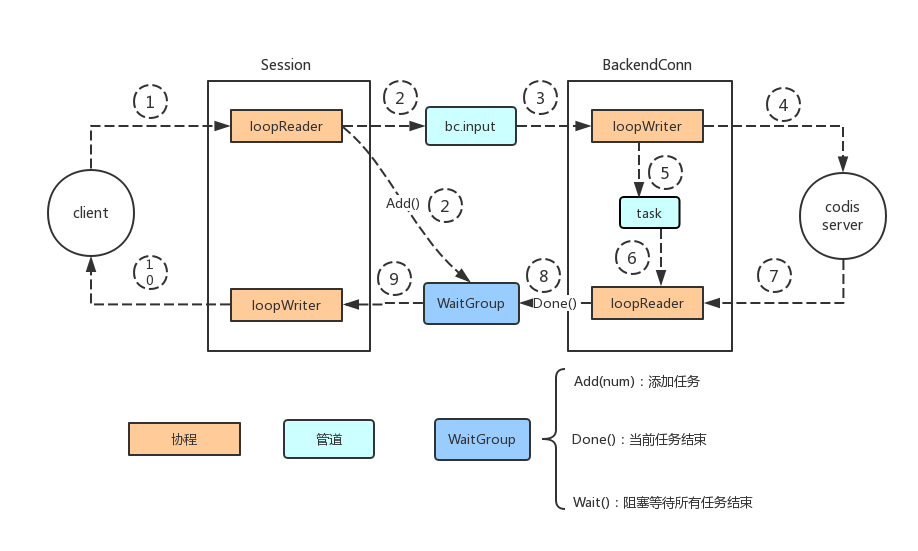 Session
BackendConn
1
2
3
4
loopReader
bc.input
loopWriter
5
client
Add()
2
task
codis
server
6
1
0
9
8
7
loopWriter
WaitGroup
Done()
loopReader
Add(num)：添加任务
协程
管道
WaitGroup
Done()：当前任务结束
Wait()：阻塞等待所有任务结束